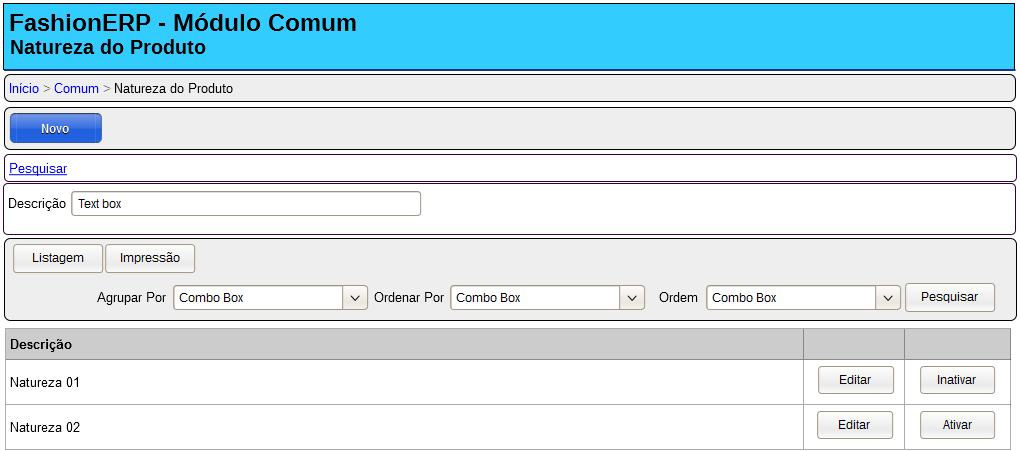 FashionERP - Módulo Comum
Natureza do Produto
Início > Comum > Natureza do Produto
Novo
Pesquisar
Descrição Text box
Listagem Impressão
Agrupar Por Combo Box Ordenar Por Combo Box Ordem Combo Box Pesquisar
Descrição
Natureza 01 Editar Inativar
Natureza 02 Editar Ativar